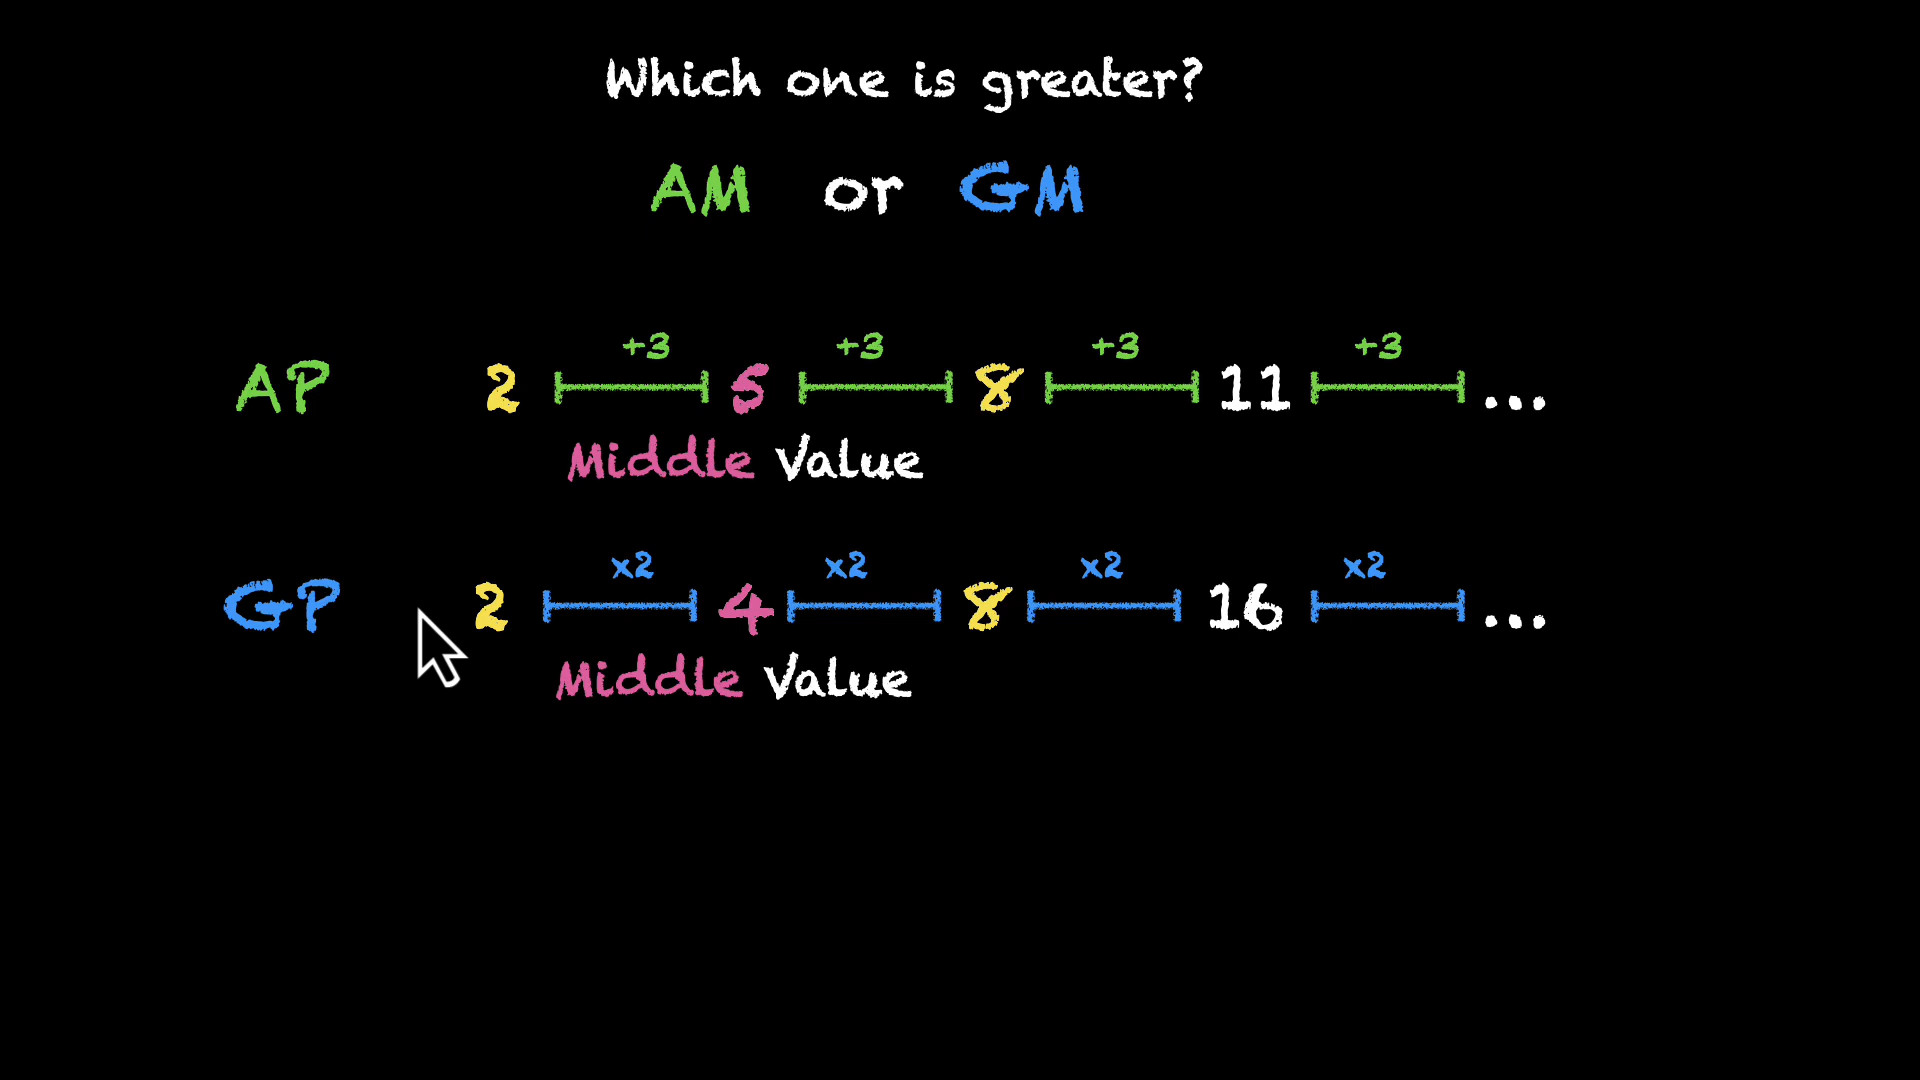 Which one is greater?
AM or GM
+3 +3 +3 +3
AP 2 5 8 11 ...
Middle Value
x2 x2 x2 x2
GP 2 4 8 16 ...
Middle Value